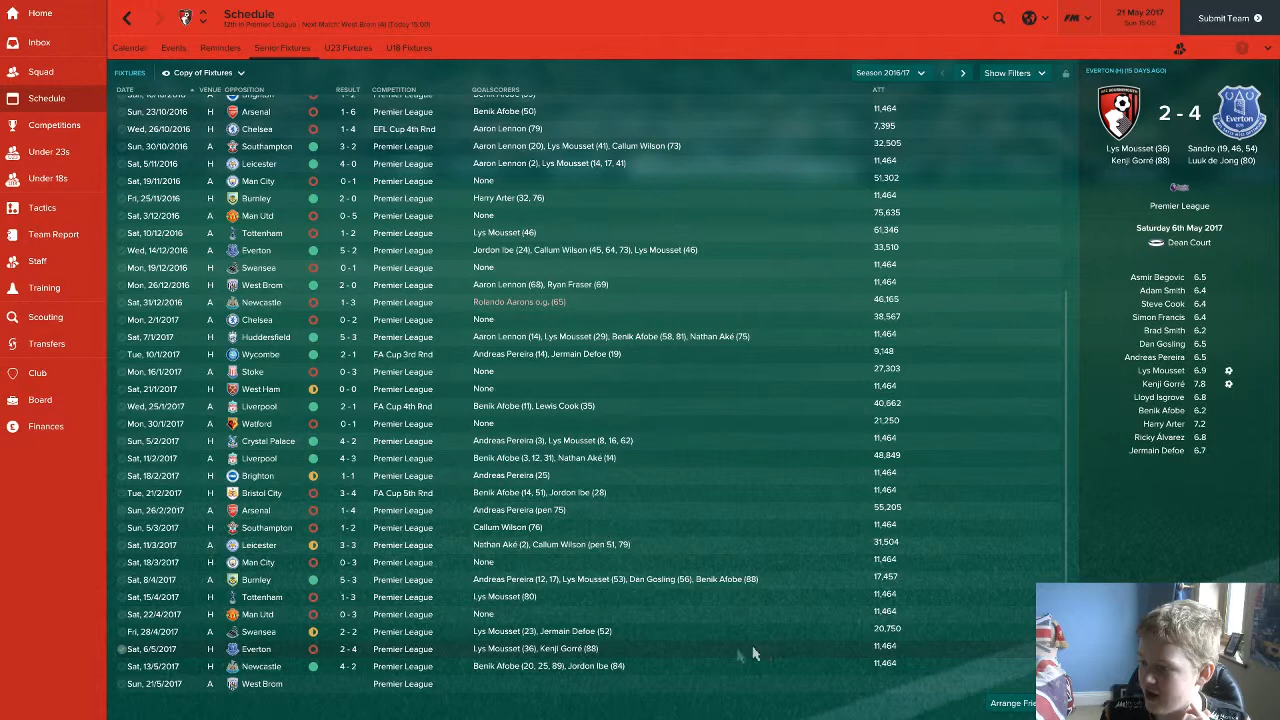 Home
Inbox
Squad
Schedule
Competitions
Under 23s
Under 18s
Tactics
Team Report
Staff
Training
Scouting
Transfers
Club
Board
Finances
Schedule
12th in Premier League - Next Match: West Brom (A) (Today 15:00)
FM
21 May 2017
Sun 15:00
Submit Team
Calendar Events Reminders Senior Fixtures U23 Fixtures U18 Fixtures
FIXTURES Copy of Fixtures Season 2016/17 Show Filters
DATE VENUE OPPOSITION RESULT COMPETITION GOALSCORERS ATT
Sun, 23/10/2016 H Arsenal 1 - 6 Premier League Benik Afobe (50) 11,464
Wed, 26/10/2016 H Chelsea 1 - 4 EFL Cup 4th Rnd Aaron Lennon (79) 7,395
Sun, 30/10/2016 A Southampton 3 - 2 Premier League Aaron Lennon (20), Lys Mousset (41), Callum Wilson (73) 32,505
Sat, 5/11/2016 H Leicester 4 - 0 Premier League Aaron Lennon (2), Lys Mousset (14, 17, 41) 11,464
Sat, 19/11/2016 A Man City 0 - 1 Premier League None 51,302
Fri, 25/11/2016 H Burnley 2 - 0 Premier League Harry Arter (32, 76) 11,464
Sat, 3/12/2016 A Man Utd 0 - 5 Premier League None 75,635
Sat, 10/12/2016 A Tottenham 1 - 2 Premier League Lys Mousset (46) 61,346
Wed, 14/12/2016 A Everton 5 - 2 Premier League Jordon Ibe (24), Callum Wilson (45, 64, 73), Lys Mousset (46) 33,510
Mon, 19/12/2016 H Swansea 0 - 1 Premier League None 11,464
Mon, 26/12/2016 H West Brom 2 - 0 Premier League Aaron Lennon (68), Ryan Fraser (69) 11,464
Sat, 31/12/2016 A Newcastle 1 - 3 Premier League Rolando Aarons o.g. (65) 46,165
Mon, 2/1/2017 A Chelsea 0 - 2 Premier League None 38,567
Sat, 7/1/2017 H Huddersfield 5 - 3 Premier League Aaron Lennon (14), Lys Mousset (29), Benik Afobe (58, 81), Nathan Aké (75) 11,464
Tue, 10/1/2017 H Wycombe 2 - 1 FA Cup 3rd Rnd Andreas Pereira (14), Jermain Defoe (19) 9,148
Mon, 16/1/2017 A Stoke 0 - 3 Premier League None 27,303
Sat, 21/1/2017 H West Ham 0 - 0 Premier League None 11,464
Wed, 25/1/2017 A Liverpool 2 - 1 FA Cup 4th Rnd Benik Afobe (11), Lewis Cook (35) 40,662
Mon, 30/1/2017 A Watford 0 - 1 Premier League None 21,250
Sun, 5/2/2017 H Crystal Palace 4 - 2 Premier League Andreas Pereira (3), Lys Mousset (8, 16, 62) 11,464
Sat, 11/2/2017 A Liverpool 4 - 3 Premier League Benik Afobe (3, 12, 31), Nathan Aké (14) 48,849
Sat, 18/2/2017 H Brighton 1 - 1 Premier League Andreas Pereira (25) 11,464
Tue, 21/2/2017 H Bristol City 3 - 4 FA Cup 5th Rnd Benik Afobe (14, 51), Jordon Ibe (28) 11,464
Sun, 26/2/2017 A Arsenal 1 - 4 Premier League Andreas Pereira (pen 75) 55,205
Sun, 5/3/2017 H Southampton 1 - 2 Premier League Callum Wilson (76) 11,464
Sat, 11/3/2017 A Leicester 3 - 3 Premier League Nathan Aké (2), Callum Wilson (pen 51, 79) 31,504
Sat, 18/3/2017 H Man City 0 - 3 Premier League None 11,464
Sat, 8/4/2017 A Burnley 5 - 3 Premier League Andreas Pereira (12, 17), Lys Mousset (53), Dan Gosling (56), Benik Afobe (88) 17,457
Sat, 15/4/2017 H Tottenham 1 - 3 Premier League Lys Mousset (80) 11,464
Sat, 22/4/2017 H Man Utd 0 - 3 Premier League None 11,464
Fri, 28/4/2017 A Swansea 2 - 2 Premier League Lys Mousset (23), Jermain Defoe (52) 20,750
Sat, 6/5/2017 H Everton 2 - 4 Premier League Lys Mousset (36), Kenji Gorré (88) 11,464
Sat, 13/5/2017 H Newcastle 4 - 2 Premier League Benik Afobe (20, 25, 89), Jordon Ibe (84) 11,464
Sun, 21/5/2017 A West Brom Premier League
Arrange Frie
EVERTON (H) (15 DAYS AGO)
2 - 4
Lys Mousset (36) Sandro (19, 46, 54)
Kenji Gorré (88) Luuk de Jong (80)
Premier League
Saturday 6th May 2017
Dean Court
Asmir Begovic 6.5
Adam Smith 6.4
Steve Cook 6.4
Simon Francis 6.4
Brad Smith 6.2
Dan Gosling 6.5
Andreas Pereira 6.5
Lys Mousset 6.9
Kenji Gorré 7.8
Lloyd Isgrove 6.8
Benik Afobe 6.2
Harry Arter 7.2
Ricky Álvarez 6.8
Jermain Defoe 6.7